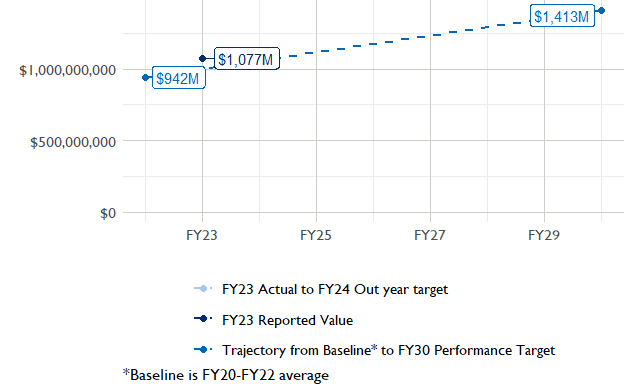 $1,413M
$1,077M
$1,000,000,000
$942M
$500,000,000
$0
FY23 FY25 FY27 FY29
FY23 Actual to FY24 Out year target
FY23 Reported Value
Trajectory from Baseline* to FY30 Performance Target
*Baseline is FY20-FY22 average